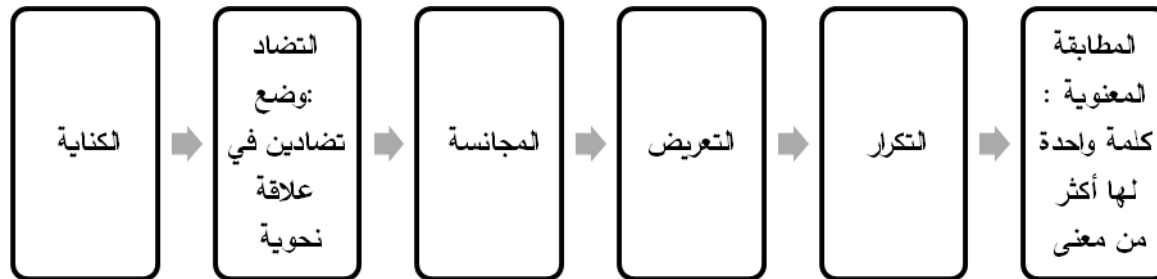 الكناية
التضاد
:وضع
تضادين في
علاقة
نحوية
المجانسة
التعريض
التكرار
المطابقة
المعنوية :
كلمة واحدة
لها أكثر
من معنى